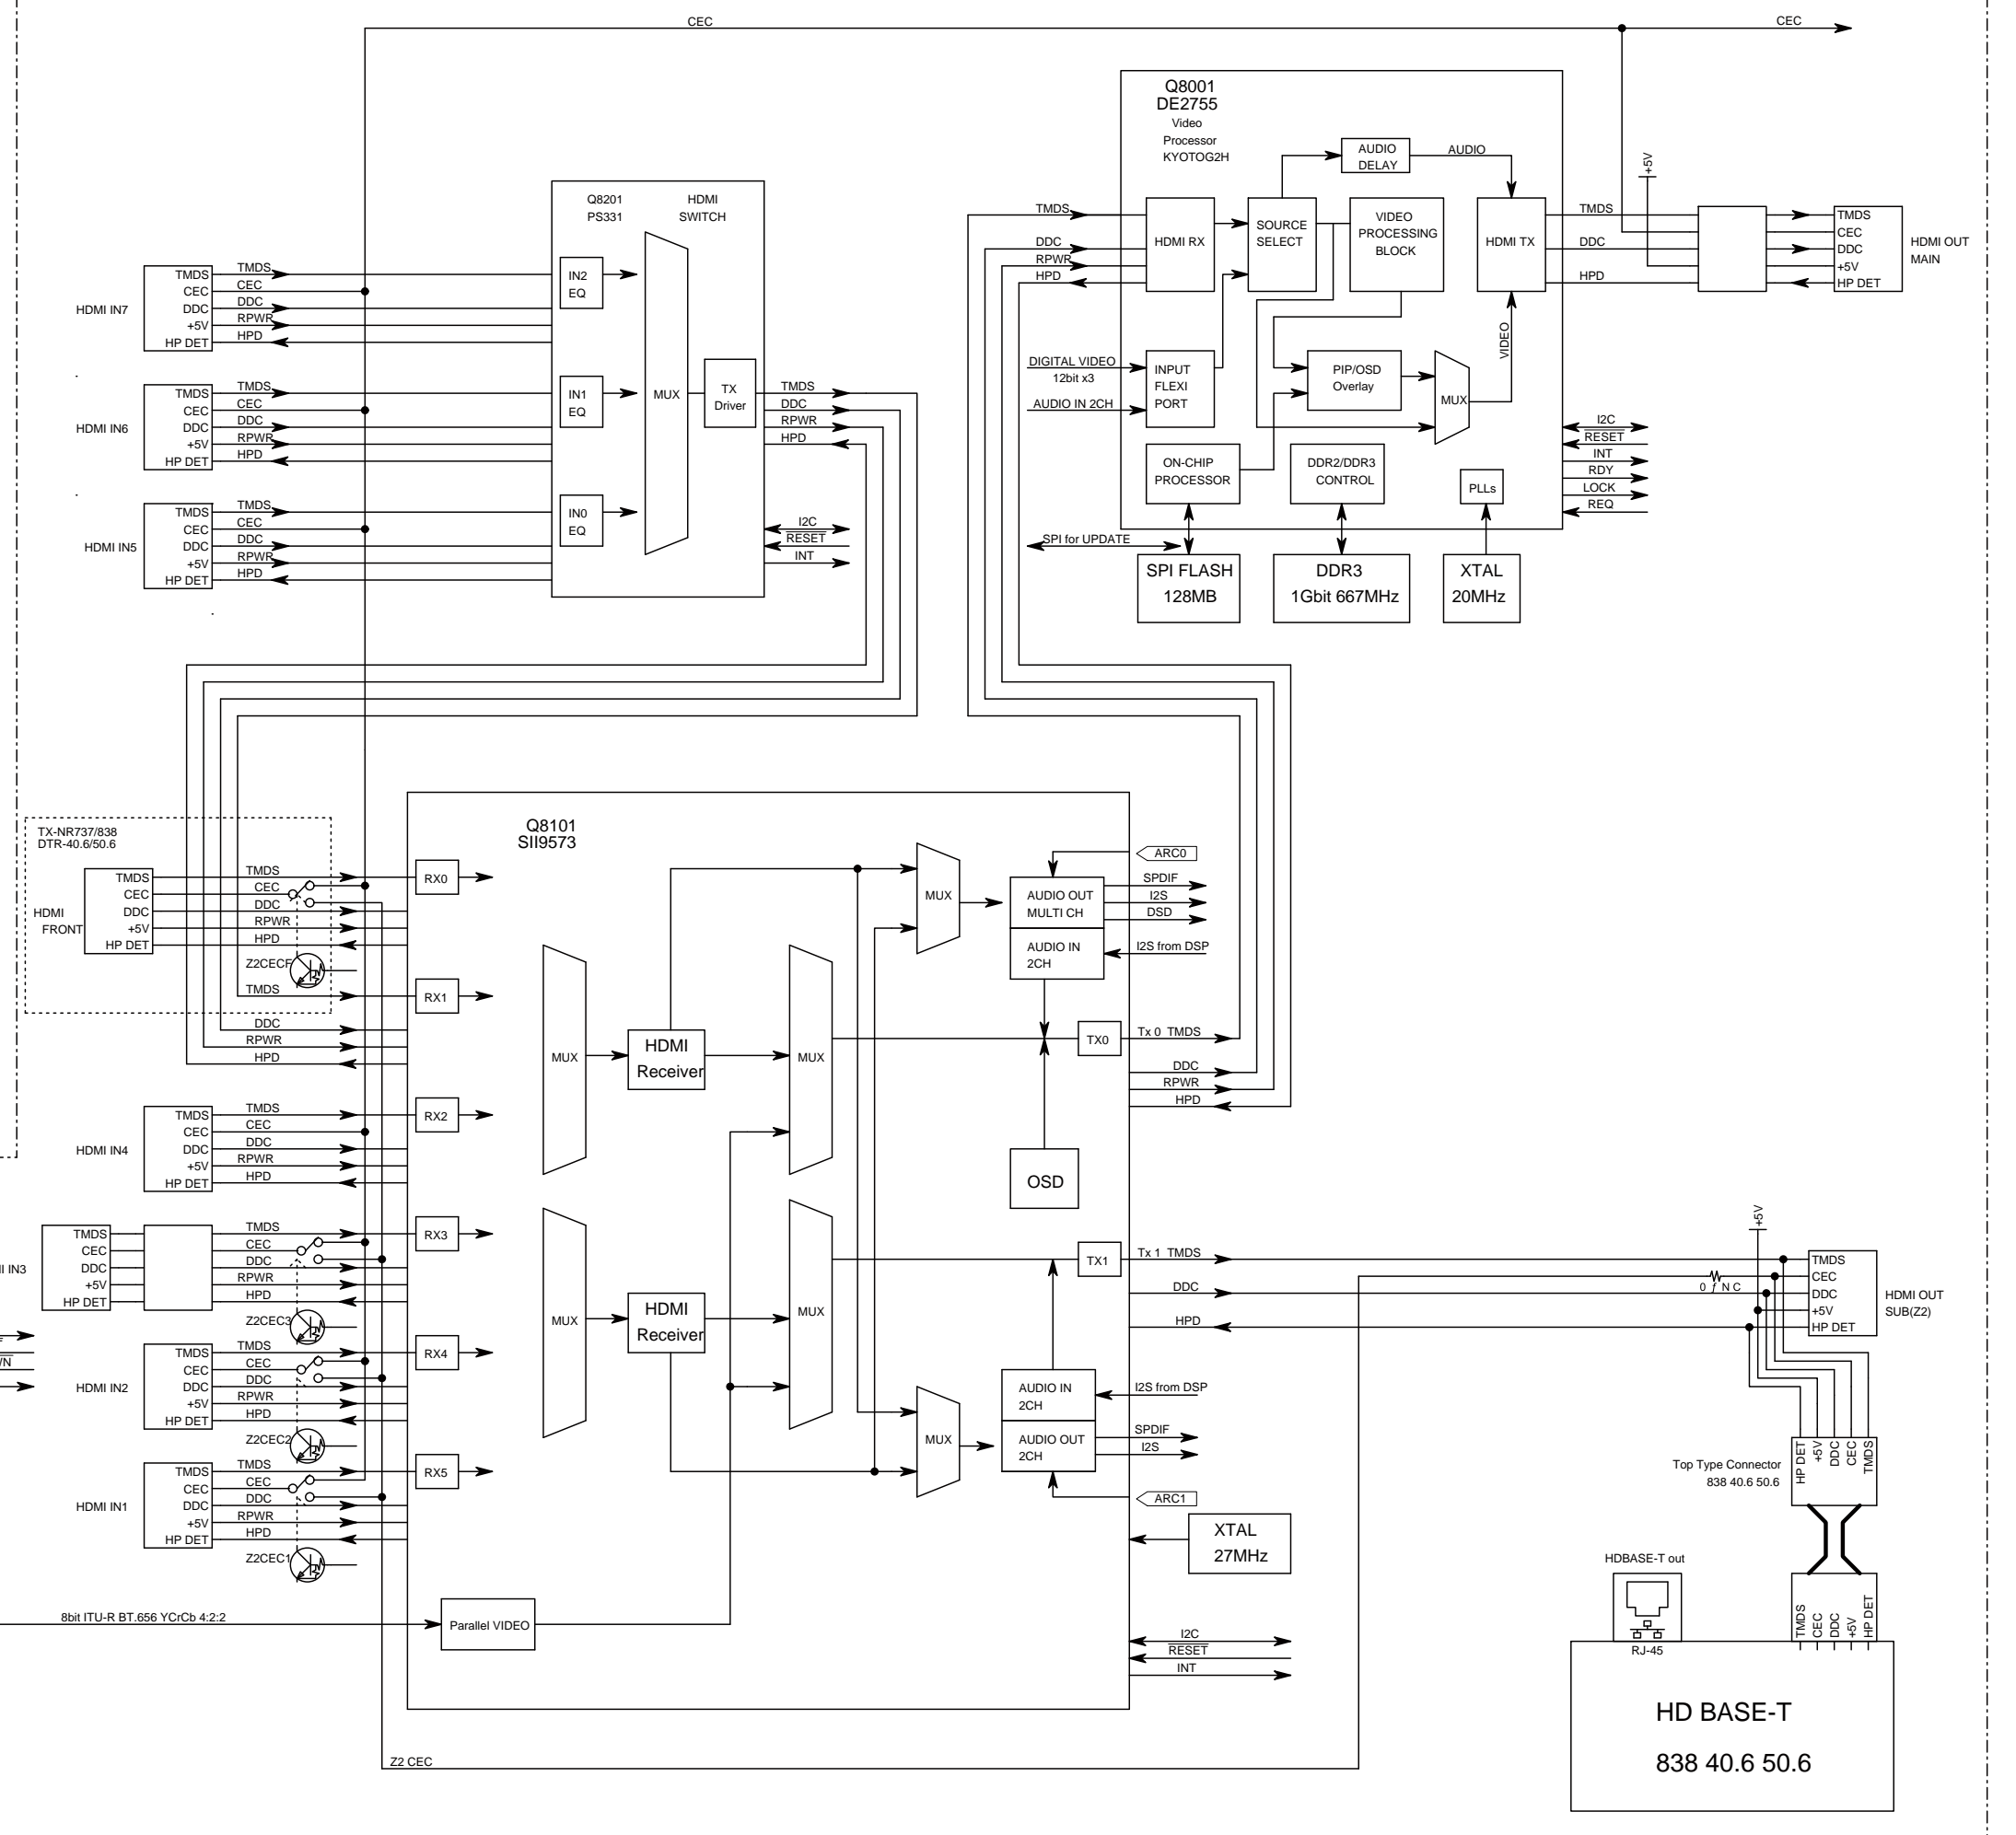 CEC
CEC
Q8001
DE2755
Video
Processor
KYOTOG2H
AUDIO
DELAY
AUDIO
+5V
Q8201
PS331
HDMI
SWITCH
TMDS
DDC
RPWR
HPD
HDMI RX
SOURCE
SELECT
VIDEO
PROCESSING
BLOCK
HDMI TX
TMDS
DDC
HPD
TMDS
CEC
DDC
+5V
HP DET
HDMI OUT
MAIN
HDMI IN7
TMDS
CEC
DDC
+5V
HP DET
TMDS
CEC
DDC
RPWR
HPD
IN2
EQ
HDMI IN6
TMDS
CEC
DDC
+5V
HP DET
TMDS
CEC
DDC
RPWR
HPD
IN1
EQ
MUX
TX
Driver
TMDS
DDC
RPWR
HPD
DIGITAL VIDEO
12bit x3
AUDIO IN 2CH
INPUT
FLEXI
PORT
PIP/OSD
Overlay
MUX
VIDEO
HDMI IN5
TMDS
CEC
DDC
+5V
HP DET
TMDS
CEC
DDC
RPWR
HPD
IN0
EQ
I2C
RESET
INT
ON-CHIP
PROCESSOR
DDR2/DDR3
CONTROL
PLLs
I2C
RESET
INT
RDY
LOCK
REQ
SPI for UPDATE
SPI FLASH
128MB
DDR3
1Gbit 667MHz
XTAL
20MHz
TX-NR737/838
DTR-40.6/50.6
HDMI
FRONT
TMDS
CEC
DDC
+5V
HP DET
TMDS
CEC
DDC
RPWR
HPD
Z2CECF
TMDS
DDC
RPWR
HPD
Q8101
SII9573
RX0
RX1
MUX
HDMI
Receiver
MUX
MUX
AUDIO OUT
MULTI CH
AUDIO IN
2CH
ARC0
SPDIF
I2S
DSD
I2S from DSP
TX0
Tx 0 TMDS
DDC
RPWR
HPD
OSD
HDMI IN4
TMDS
CEC
DDC
+5V
HP DET
TMDS
CEC
DDC
RPWR
HPD
RX2
I IN3
TMDS
CEC
DDC
+5V
HP DET
TMDS
CEC
DDC
RPWR
HPD
Z2CEC3
RX3
MUX
HDMI
Receiver
MUX
TX1
Tx 1 TMDS
DDC
HPD
+5V
TMDS
CEC
DDC
+5V
HP DET
HDMI OUT
SUB(Z2)
HDMI IN2
TMDS
CEC
DDC
+5V
HP DET
TMDS
CEC
DDC
RPWR
HPD
Z2CEC2
RX4
MUX
AUDIO IN
2CH
AUDIO OUT
2CH
I2S from DSP
SPDIF
I2S
ARC1
HDMI IN1
TMDS
CEC
DDC
+5V
HP DET
TMDS
CEC
DDC
RPWR
HPD
Z2CEC1
RX5
XTAL
27MHz
Top Type Connector
838 40.6 50.6
HP DET
+5V
DDC
CEC
TMDS
8bit ITU-R BT.656 YCrCb 4:2:2
Parallel VIDEO
I2C
RESET
INT
Z2 CEC
HDBASE-T out
RJ-45
TMDS
CEC
DDC
+5V
HP DET
HD BASE-T
838 40.6 50.6